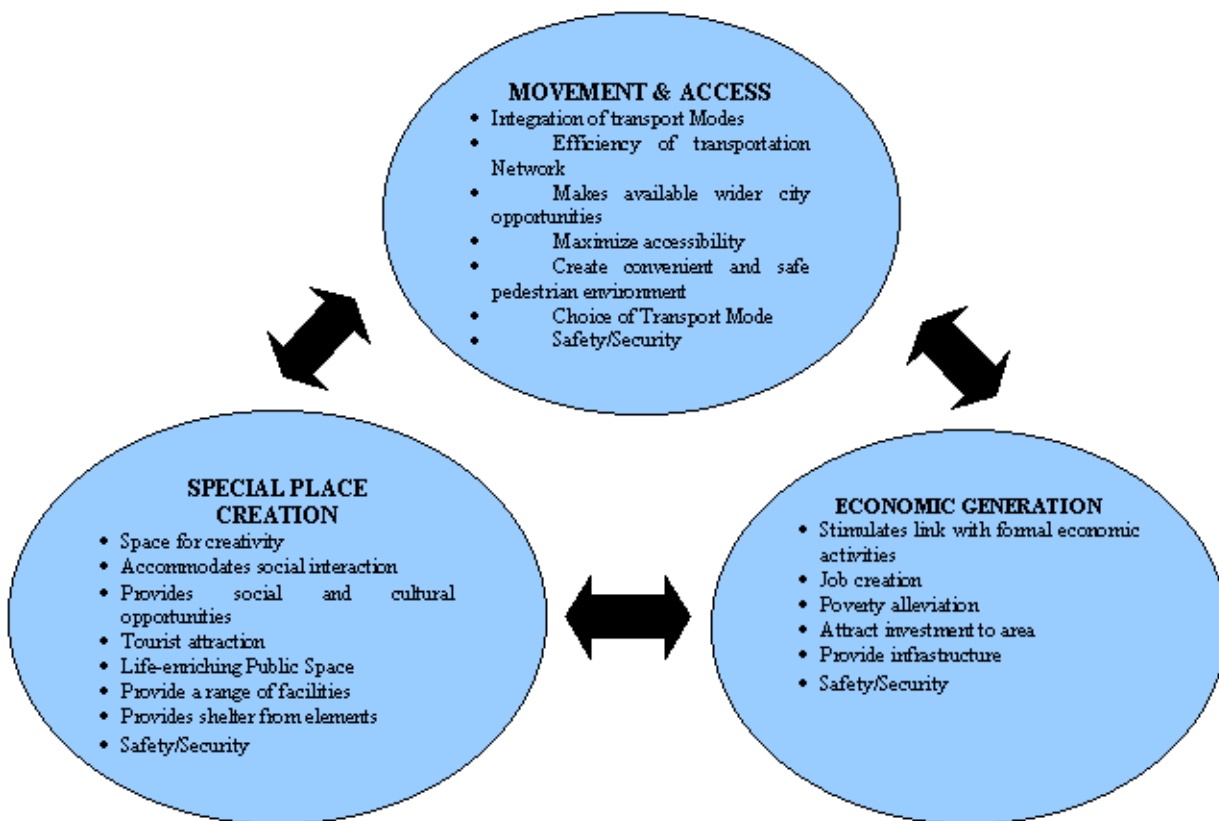 MOVEMENT & ACCESS
• Integration of transport Modes
• Efficiency of transportation
Network
• Makes available wider city
opportunities
• Maximize accessibility
• Create convenient and safe
pedestrian environment
• Choice of Transport Mode
• Safety/Security
SPECIAL PLACE
CREATION
• Space for creativity
• Accommodates social interaction
• Provides social and cultural
opportunities
• Tourist attraction
• Life-enriching Public Space
• Provide a range of facilities
• Provides shelter from elements
• Safety/Security
ECONOMIC GENERATION
• Stimulates link with formal economic
activities
• Job creation
• Poverty alleviation
• Attract investment to area
• Provide infrastructure
• Safety/Security